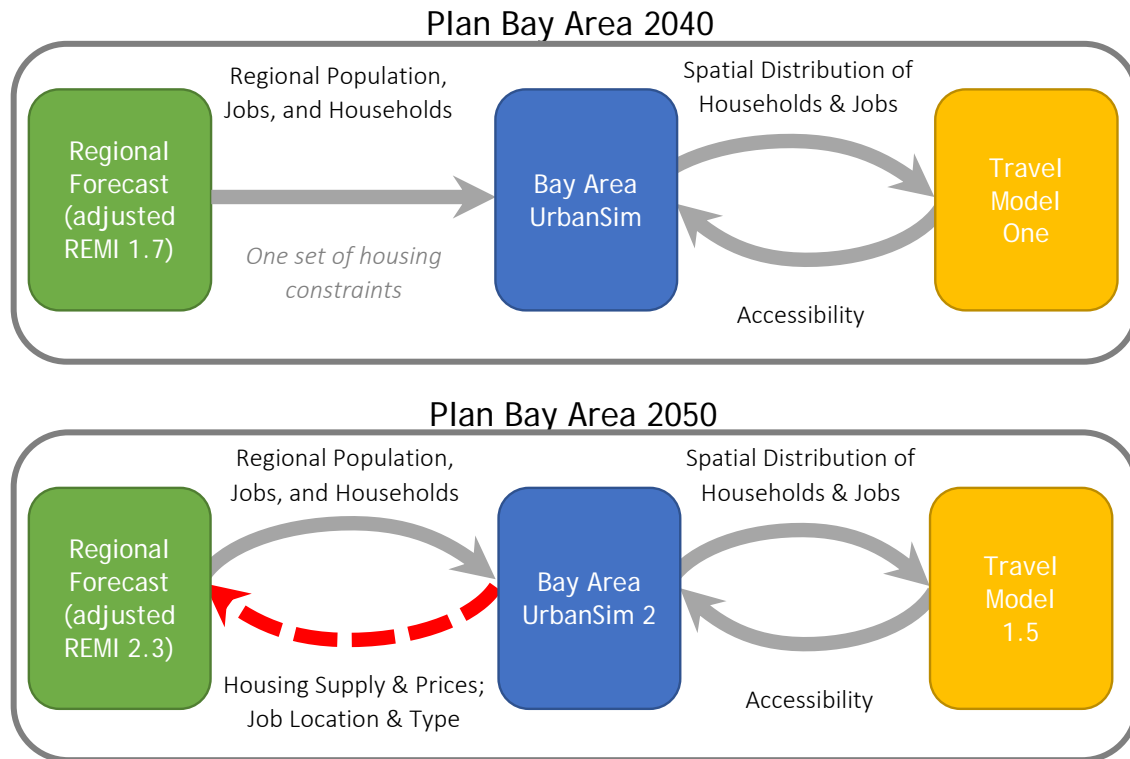 Plan Bay Area 2040
Regional Population,
Jobs, and Households
Spatial Distribution of
Households & Jobs
Regional
Forecast
(adjusted
REMI 1.7)
Bay Area
UrbanSim
Travel
Model
One
One set of housing
constraints
Accessibility
Plan Bay Area 2050
Regional Population,
Jobs, and Households
Spatial Distribution of
Households & Jobs
Regional
Forecast
(adjusted
REMI 2.3)
Bay Area
UrbanSim 2
Travel
Model
1.5
Housing Supply & Prices;
Job Location & Type
Accessibility